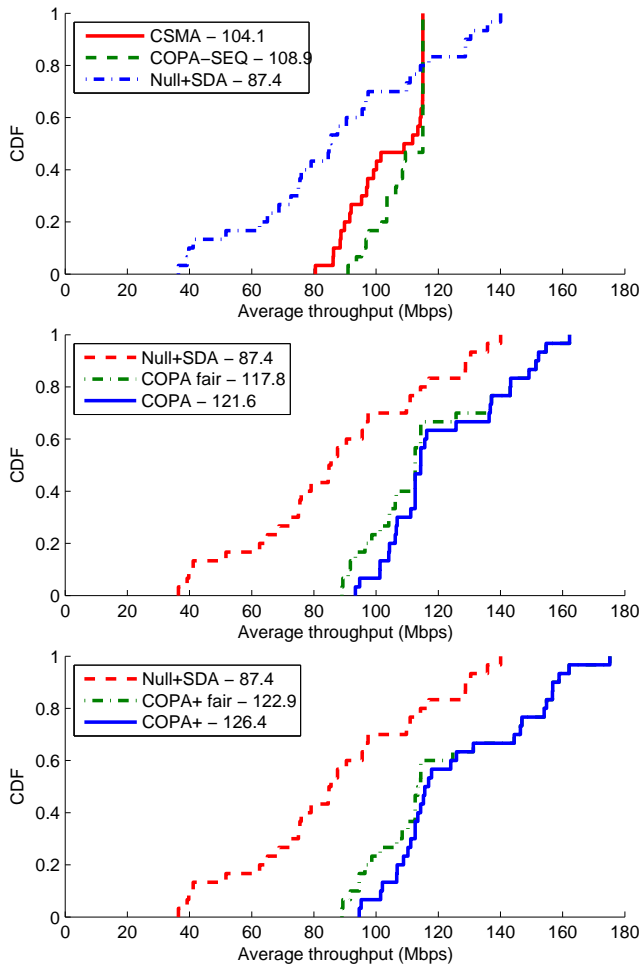 CSMA − 104.1
COPA−SEQ − 108.9
Null+SDA − 87.4
1
0.8
0.6
0.4
0.2
0
CDF
0 20 40 60 80 100 120 140 160 180
Average throughput (Mbps)
Null+SDA − 87.4
COPA fair − 117.8
COPA − 121.6
1
0.8
0.6
0.4
0.2
0
CDF
0 20 40 60 80 100 120 140 160 180
Average throughput (Mbps)
Null+SDA − 87.4
COPA+ fair − 122.9
COPA+ − 126.4
1
0.8
0.6
0.4
0.2
0
CDF
0 20 40 60 80 100 120 140 160 180
Average throughput (Mbps)